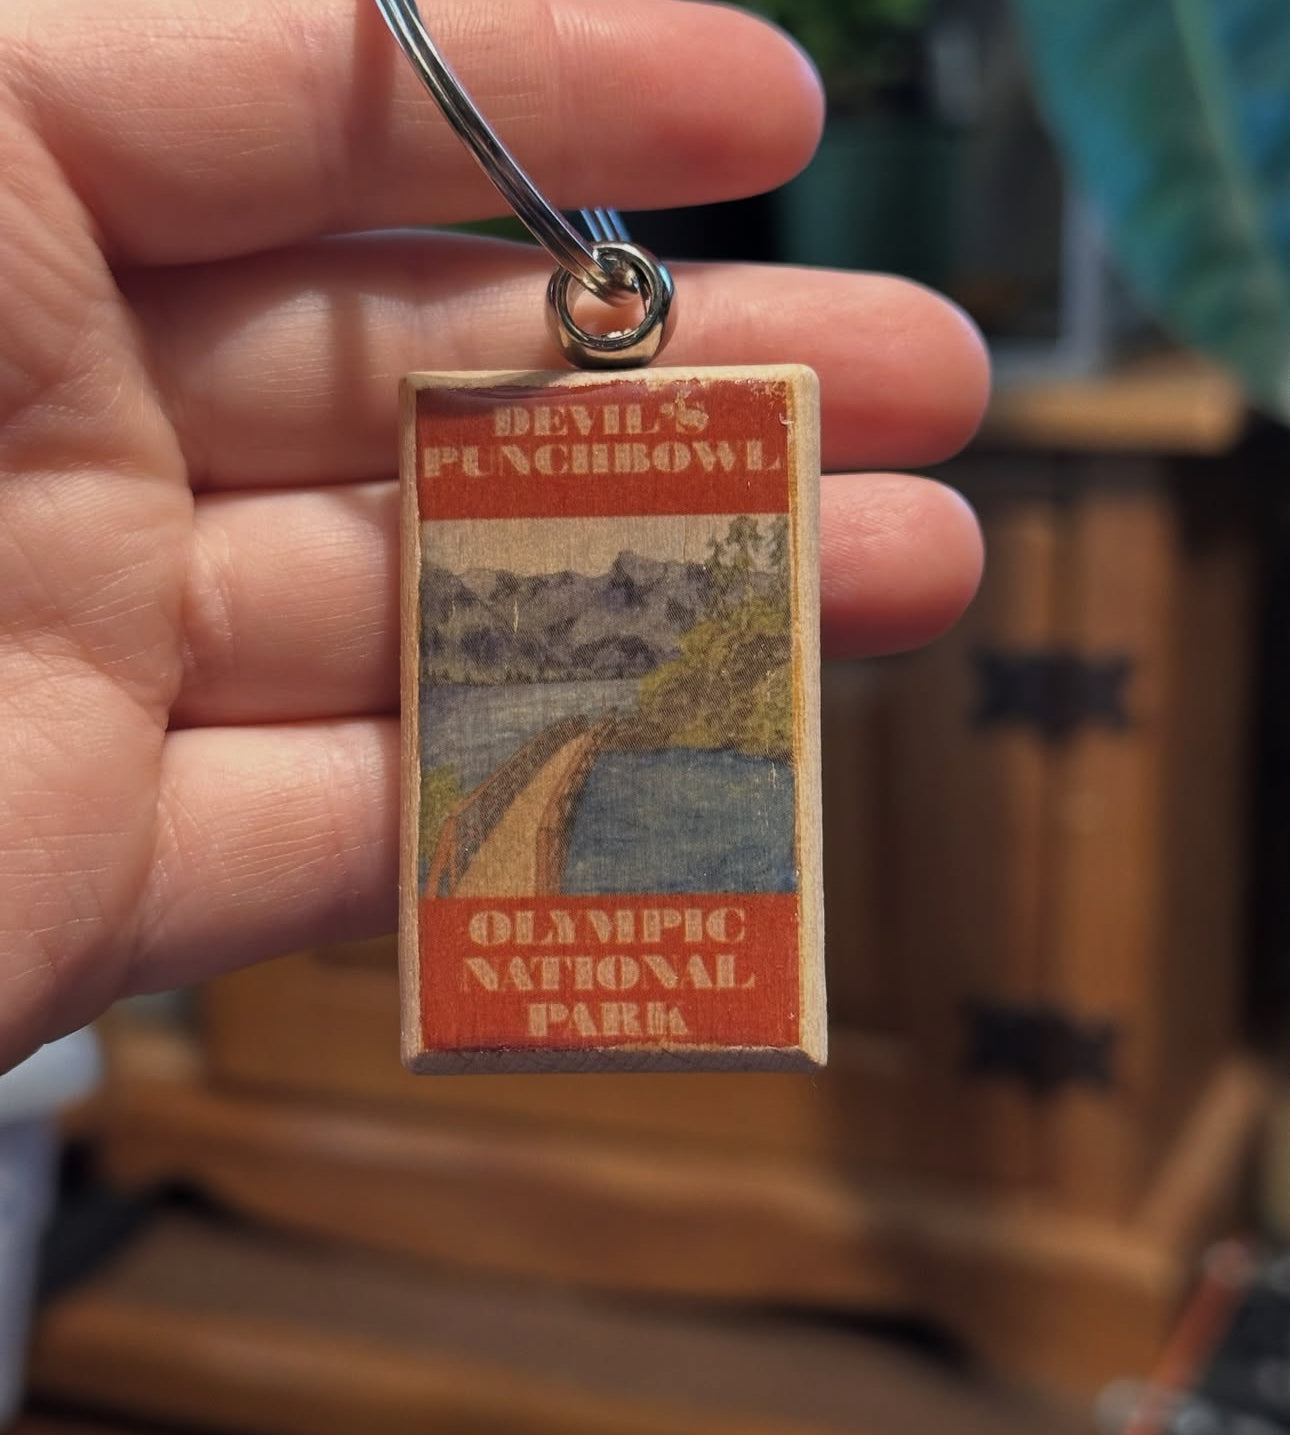 DEVIL'S
PUNCHBOWL
OLYMPIC
NATIONAL
PARK